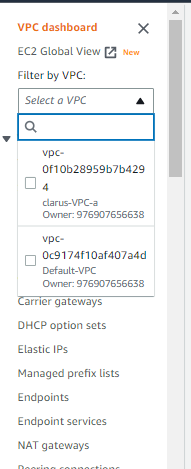 VPC dashboard
EC2 Global View New
Filter by VPC:
Select a VPC
vpc-
0f10b28959b7b429
4
clarus-VPC-a
Owner: 976907656638
vpc-
0c9174f10af407a4d
Default-VPC
Owner: 976907656638
Carrier gateways
DHCP option sets
Elastic IPs
Managed prefix lists
Endpoints
Endpoint services
NAT gateways
Peering connections